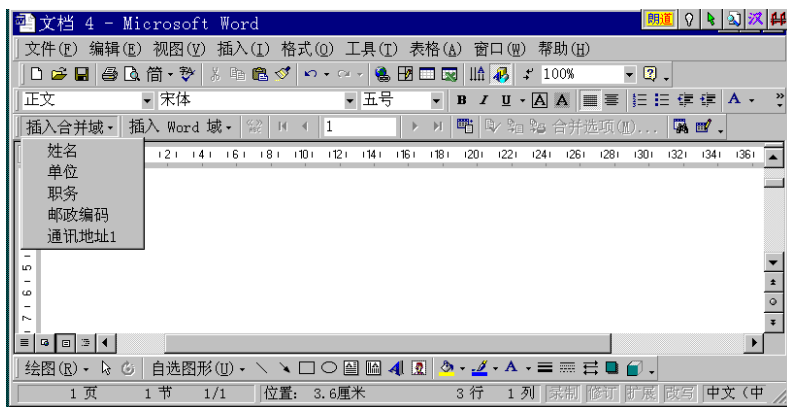 文档 4 - Microsoft Word
朗道
汉
文件(F) 编辑(E) 视图(V) 插入(I) 格式(O) 工具(T) 表格(A) 窗口(W) 帮助(H)
简 100%
正文 宋体 五号 B I U A A A
插入合并域 插入 Word 域 1 合并选项(M)...
姓名
单位
职务
邮政编码
通讯地址1
2 4 6 8 10 12 14 16 18 20 22 24 26 28 30 32 34 36
5
6
7
绘图(R) 自选图形(U) A
1 页 1 节 1/1 位置: 3.6厘米 3 行 1 列 录制 修订 扩展 改写 中文 (中